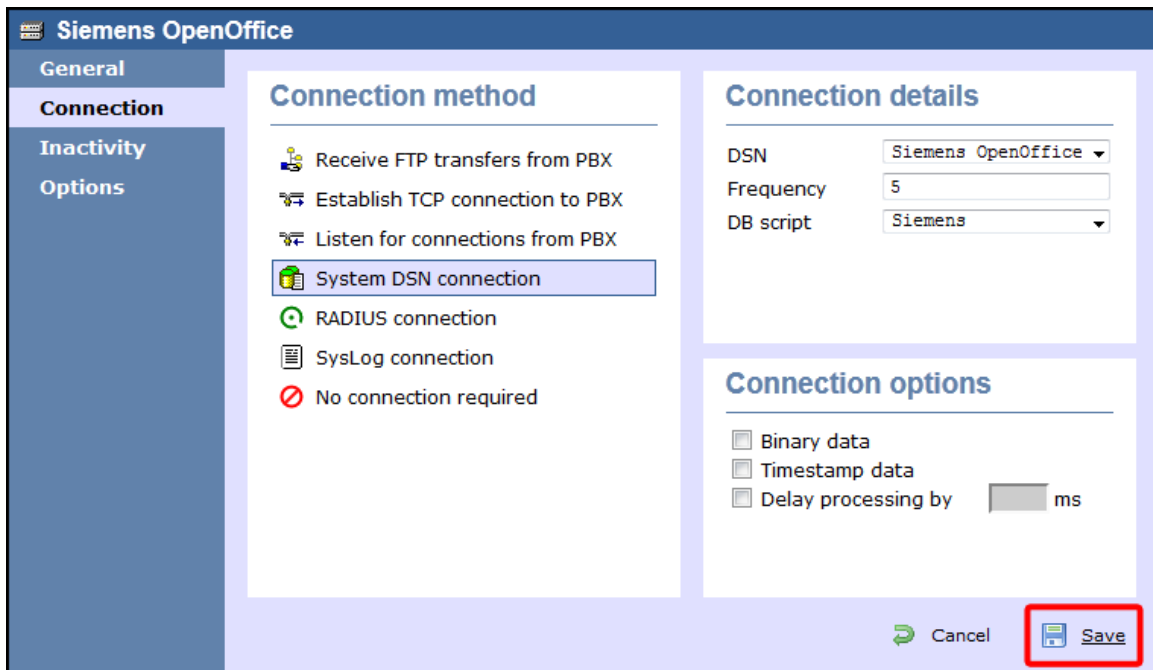 Siemens OpenOffice
General
Connection
Inactivity
Options
Connection method
Receive FTP transfers from PBX
Establish TCP connection to PBX
Listen for connections from PBX
System DSN connection
RADIUS connection
SysLog connection
No connection required
Connection details
DSN Siemens OpenOffice
Frequency 5
DB script Siemens
Connection options
Binary data
Timestamp data
Delay processing by ms
Cancel Save